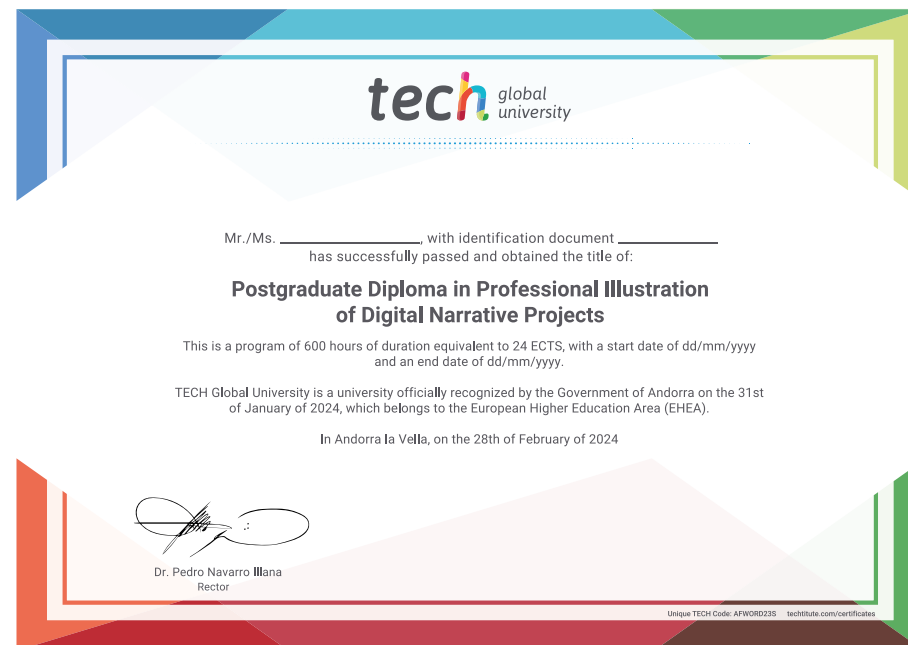 tech global
university
Mr./Ms. ____________, with identification document ____________
has successfully passed and obtained the title of:
Postgraduate Diploma in Professional Illustration
of Digital Narrative Projects
This is a program of 600 hours of duration equivalent to 24 ECTS, with a start date of dd/mm/yyyy
and an end date of dd/mm/yyyy.
TECH Global University is a university officially recognized by the Government of Andorra on the 31st
of January of 2024, which belongs to the European Higher Education Area (EHEA).
In Andorra la Vella, on the 28th of February of 2024
Dr. Pedro Navarro Illana
Rector
Unique TECH Code: AFWORD23S techtitute.com/certificates